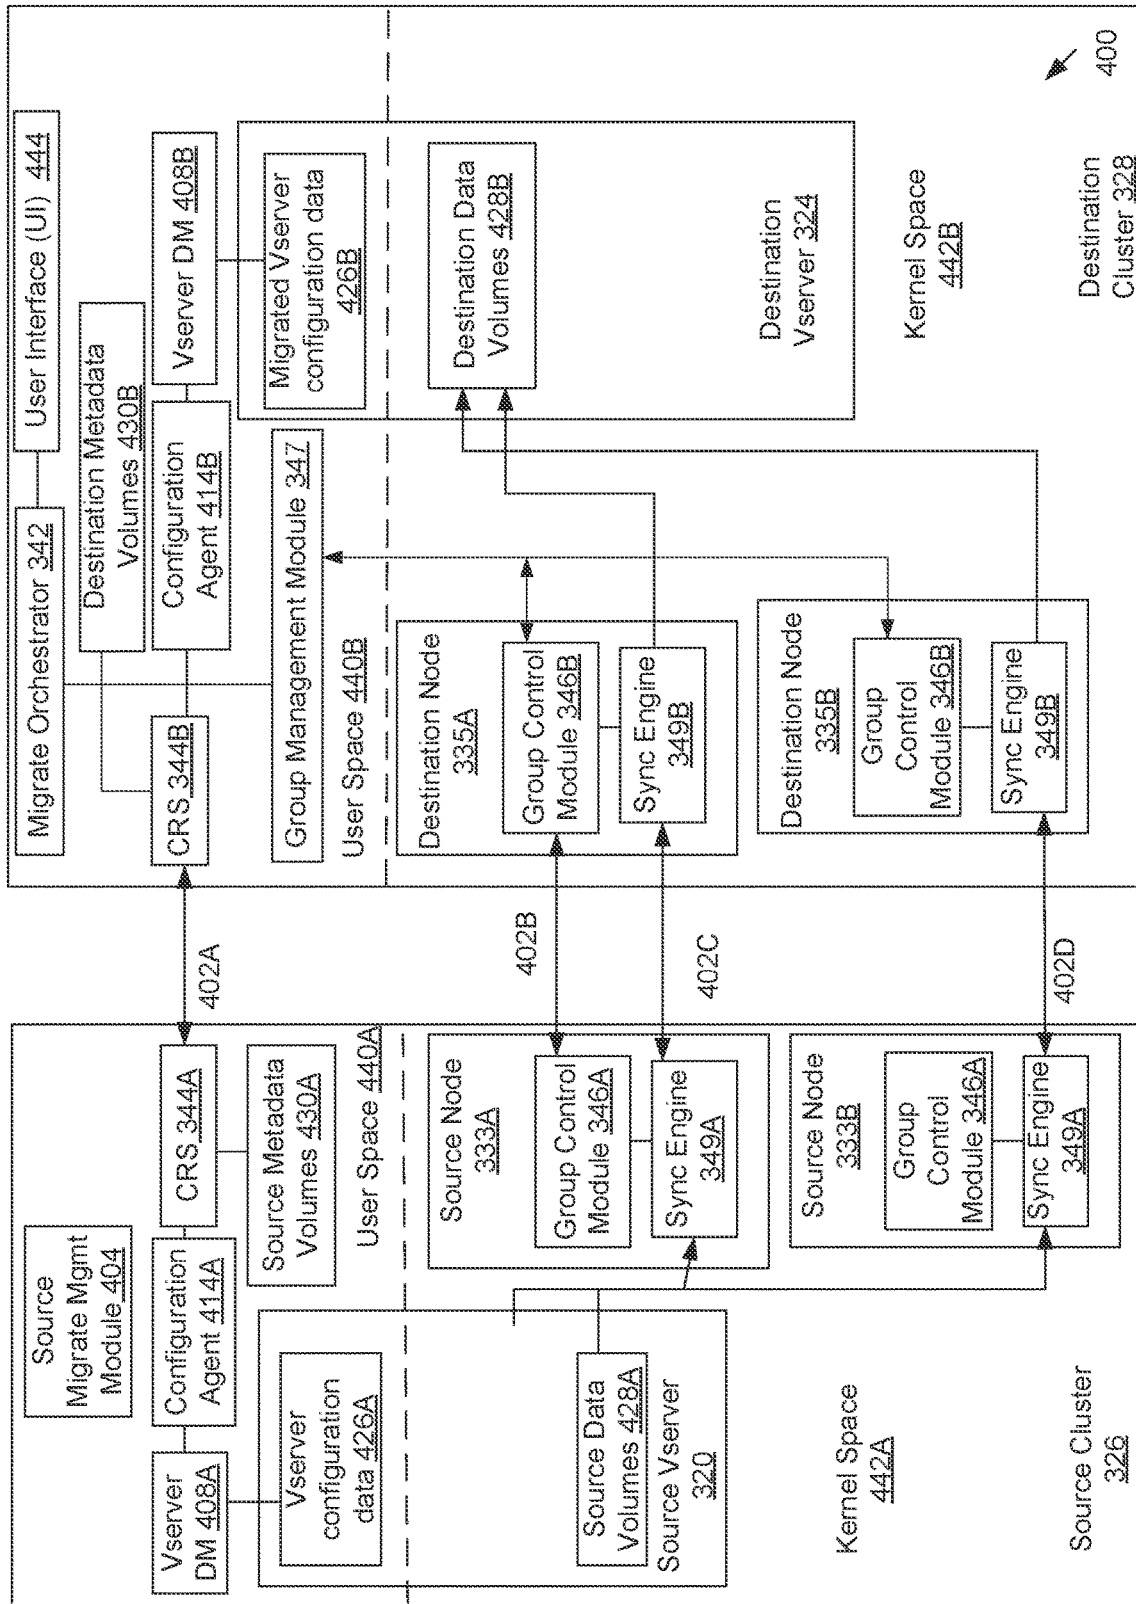 Source
Migrate Mgmt
Module 404
Vserver
DM 408A
Configuration
Agent 414A
CRS 344A
Source Metadata
Volumes 430A
User Space 440A
Vserver
configuration
data 426A
Source Data
Volumes 428A
Source Vserver
320
Source Node
333A
Group Control
Module 346A
Sync Engine
349A
Source Node
333B
Group
Control
Module 346A
Sync Engine
349A
Kernel Space
442A
Source Cluster
326
402A
402B
402C
402D
Migrate Orchestrator 342
User Interface (UI) 444
Destination Metadata
Volumes 430B
CRS 344B
Configuration
Agent 414B
Vserver DM 408B
Group Management Module 347
User Space 440B
Migrated Vserver
configuration data
426B
Destination Node
335A
Group Control
Module 346B
Sync Engine
349B
Destination Data
Volumes 428B
Destination Node
335B
Group
Control
Module 346B
Sync Engine
349B
Destination
Vserver 324
Kernel Space
442B
Destination
Cluster 328
400